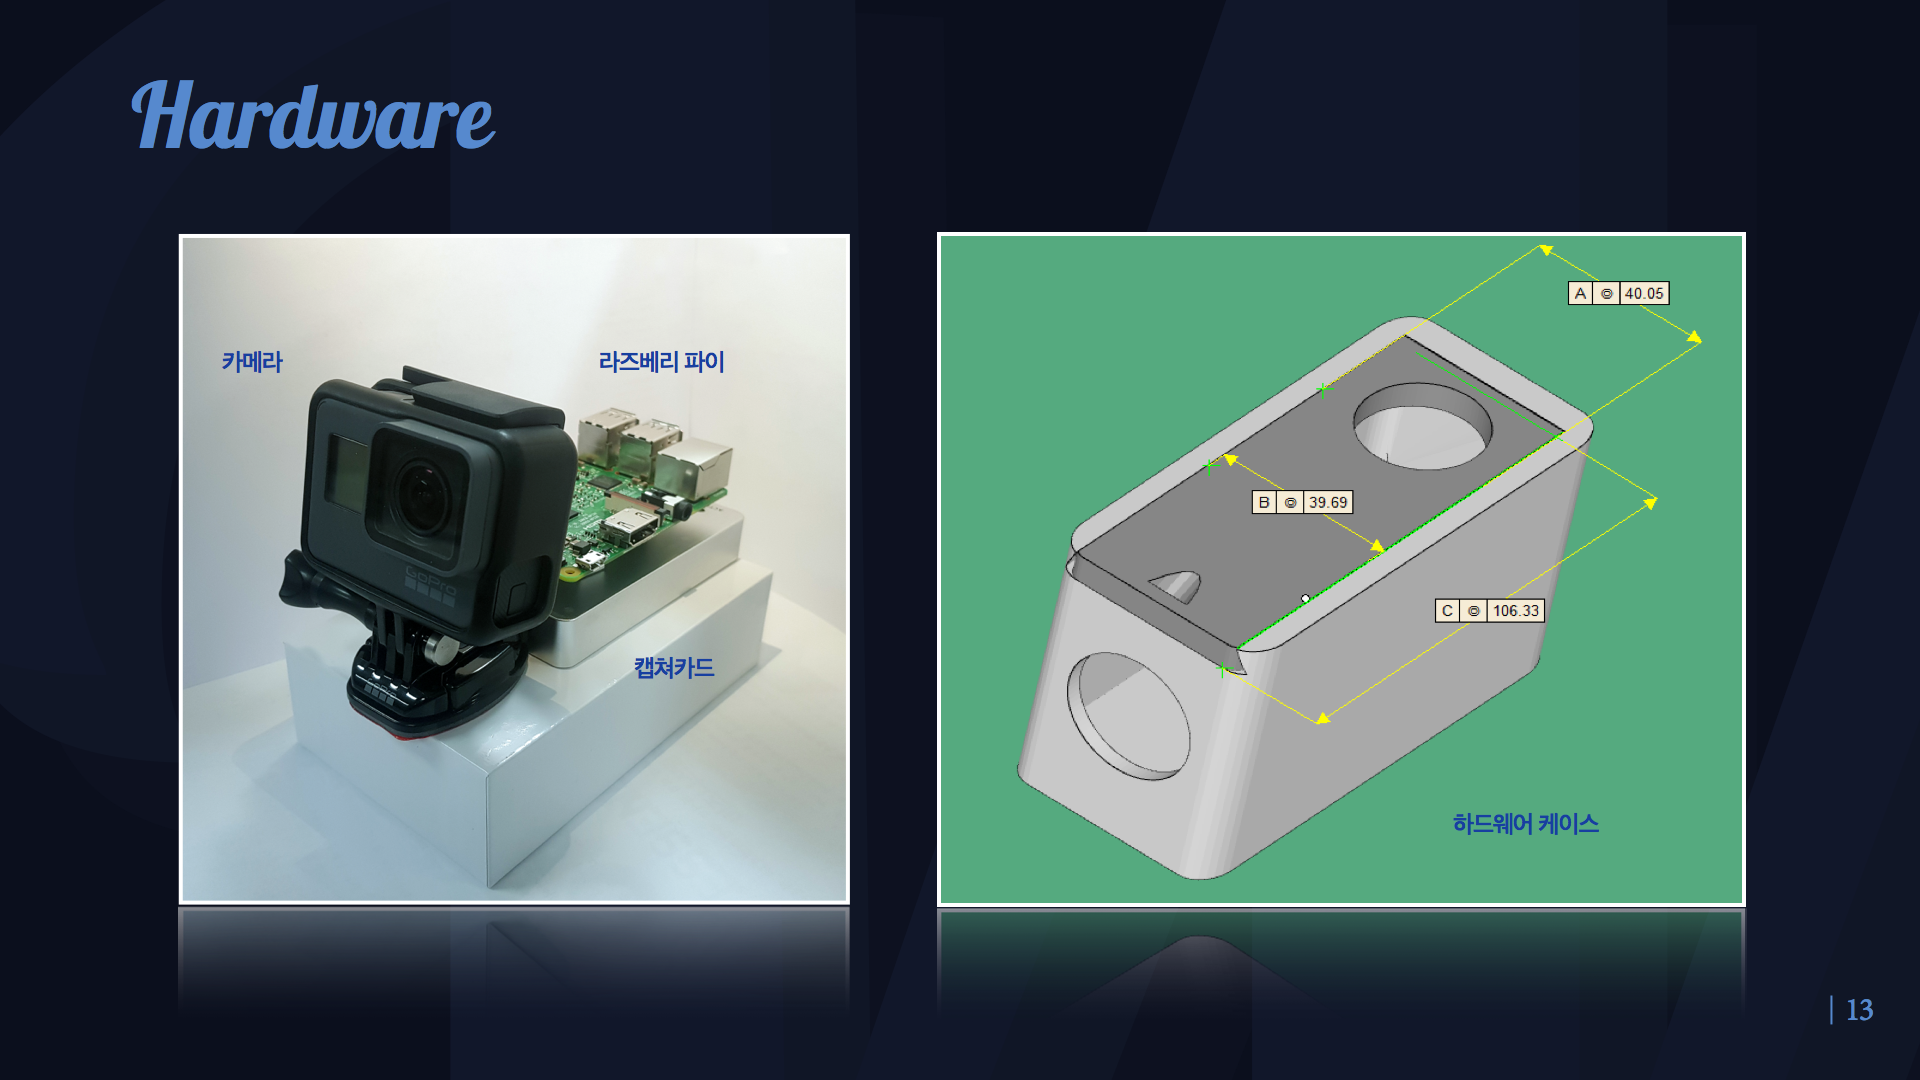 Hardware
카메라
라즈베리 파이
GoPro
캡쳐카드
A ⌾ 40.05
B ⌾ 39.69
C ⌾ 106.33
하드웨어 케이스
| 13